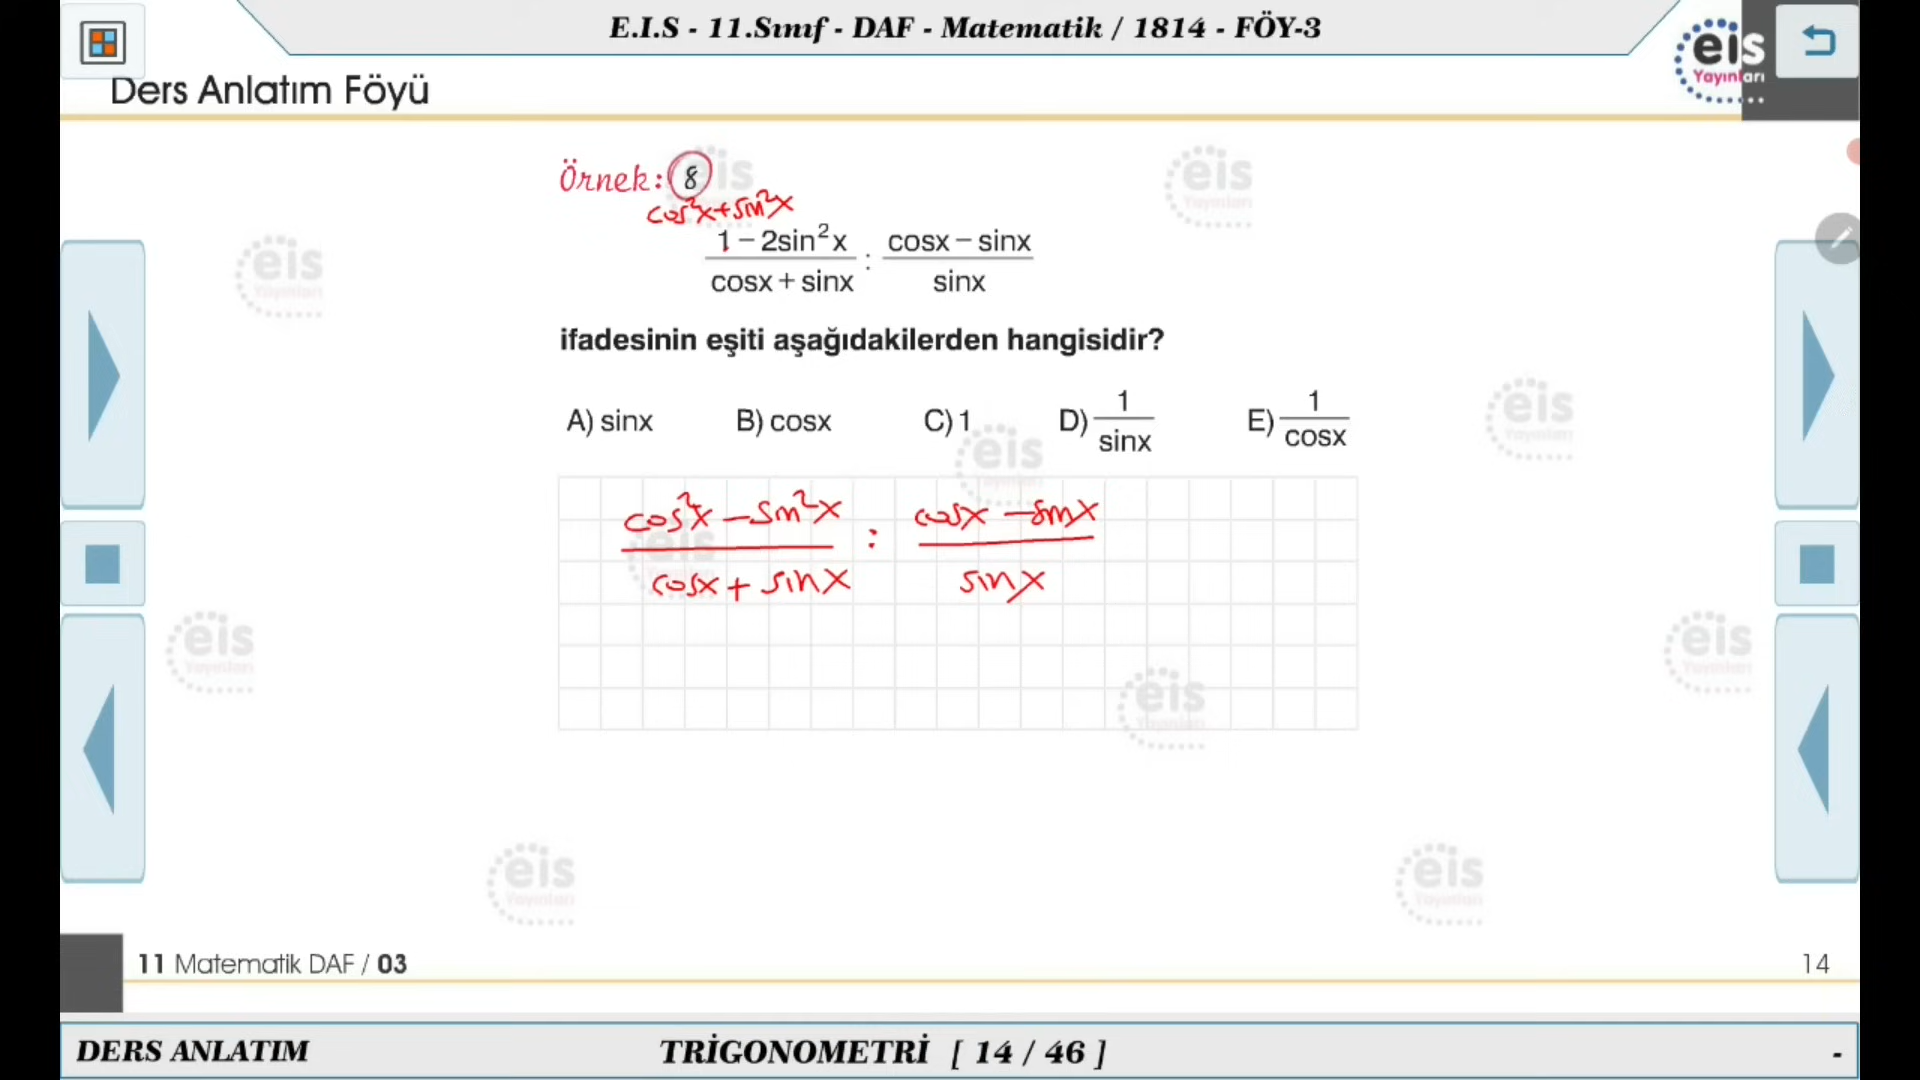 E.I.S - 11.Sınıf - DAF - Matematik / 1814 - FÖY-3
eis
Yayınları
Ders Anlatım Föyü
Örnek: 8
cos²x+sin²x
1 − 2sin²x / cosx + sinx : cosx − sinx / sinx
ifadesinin eşiti aşağıdakilerden hangisidir?
A) sinx B) cosx C) 1 D) 1/sinx E) 1/cosx
cos²x − sin²x / cosx + sinx : cosx − sinx / sinx
11 Matematik DAF / 03
14
DERS ANLATIM
TRİGONOMETRİ [ 14 / 46 ]
-